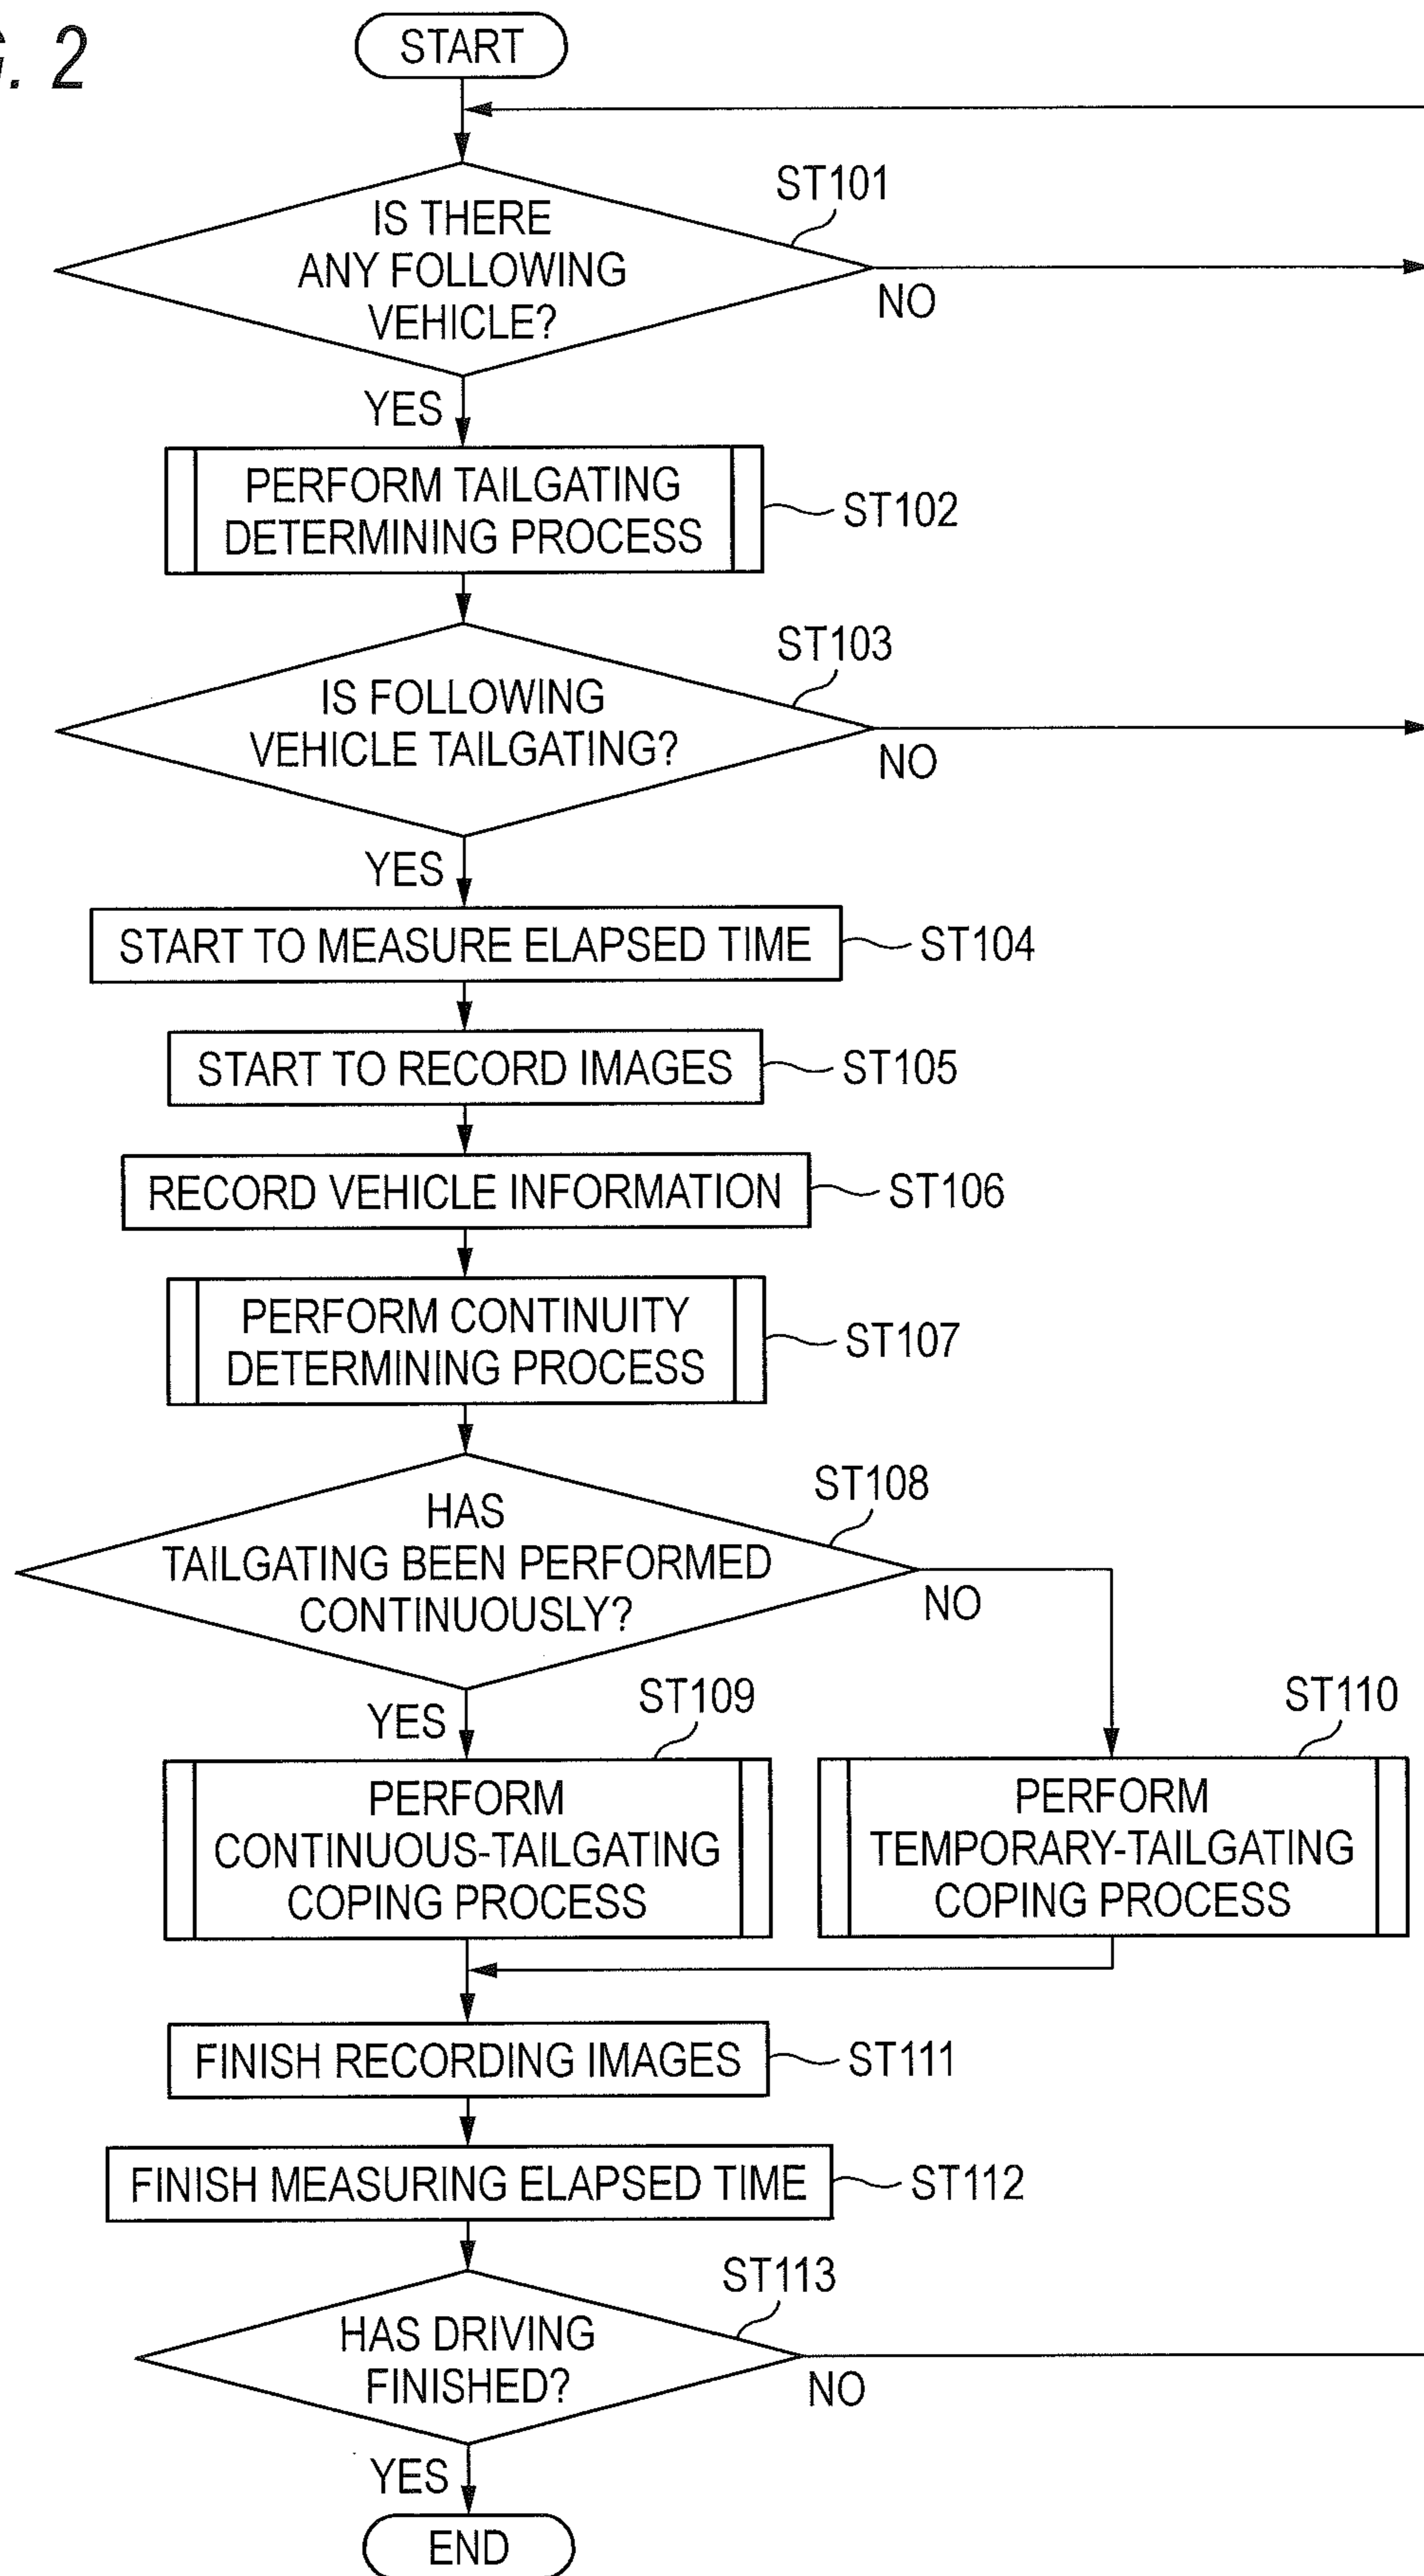 G. 2
START
ST101
IS THERE
ANY FOLLOWING
VEHICLE?
NO
YES
PERFORM TAILGATING
DETERMINING PROCESS
ST102
ST103
IS FOLLOWING
VEHICLE TAILGATING?
NO
YES
START TO MEASURE ELAPSED TIME
ST104
START TO RECORD IMAGES
ST105
RECORD VEHICLE INFORMATION
ST106
PERFORM CONTINUITY
DETERMINING PROCESS
ST107
ST108
HAS
TAILGATING BEEN PERFORMED
CONTINUOUSLY?
NO
YES
ST109
ST110
PERFORM
CONTINUOUS-TAILGATING
COPING PROCESS
PERFORM
TEMPORARY-TAILGATING
COPING PROCESS
FINISH RECORDING IMAGES
ST111
FINISH MEASURING ELAPSED TIME
ST112
ST113
HAS DRIVING
FINISHED?
NO
YES
END